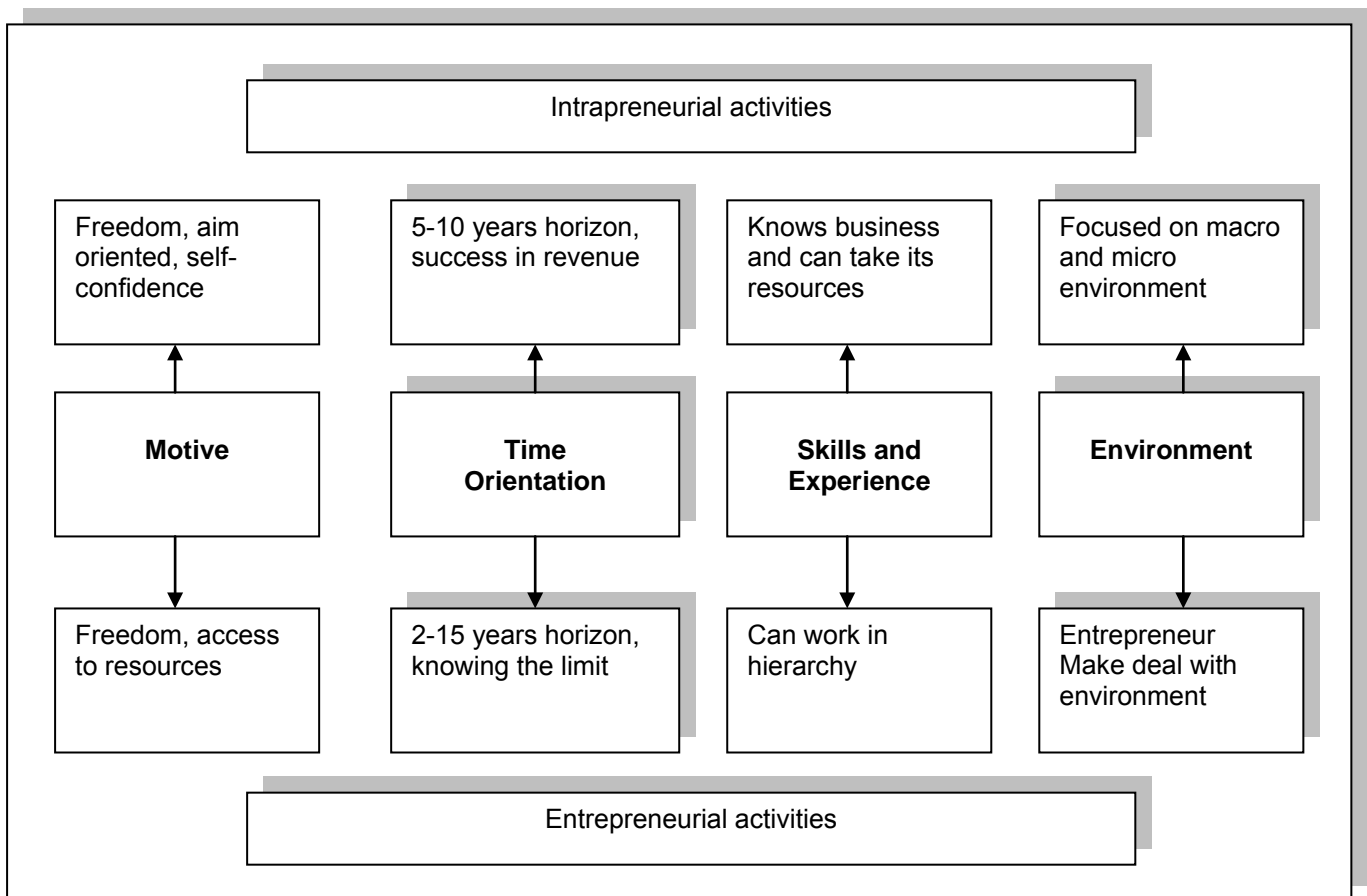 Intrapreneurial activities
Freedom, aim
oriented, self-
confidence
5-10 years horizon,
success in revenue
Knows business
and can take its
resources
Focused on macro
and micro
environment
Motive
Time
Orientation
Skills and
Experience
Environment
Freedom, access
to resources
2-15 years horizon,
knowing the limit
Can work in
hierarchy
Entrepreneur
Make deal with
environment
Entrepreneurial activities